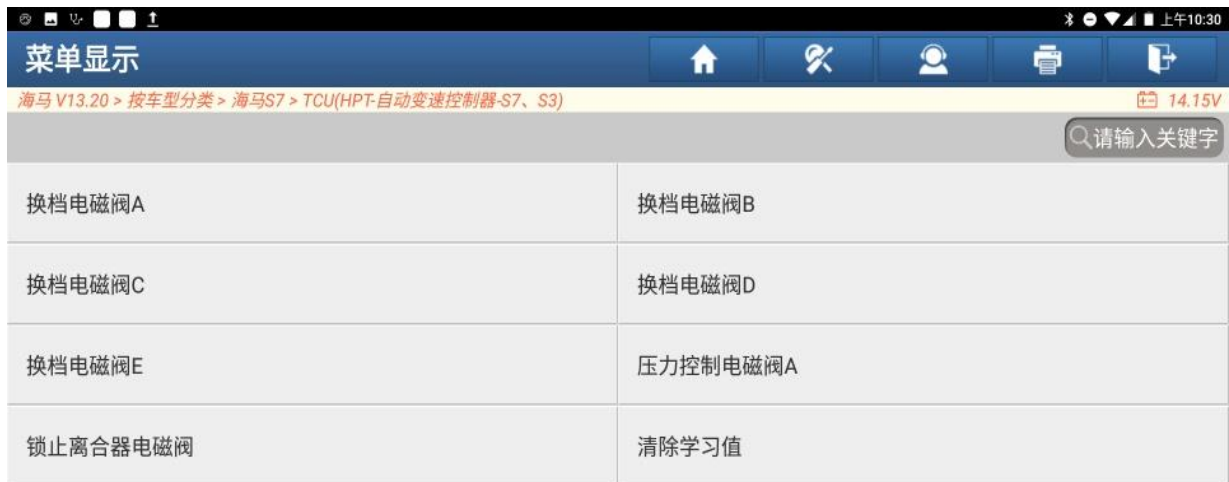 上午10:30
菜单显示
海马 V13.20 > 按车型分类 > 海马S7 > TCU(HPT-自动变速控制器-S7、S3)
14.15V
请输入关键字
换档电磁阀A
换档电磁阀B
换档电磁阀C
换档电磁阀D
换档电磁阀E
压力控制电磁阀A
锁止离合器电磁阀
清除学习值